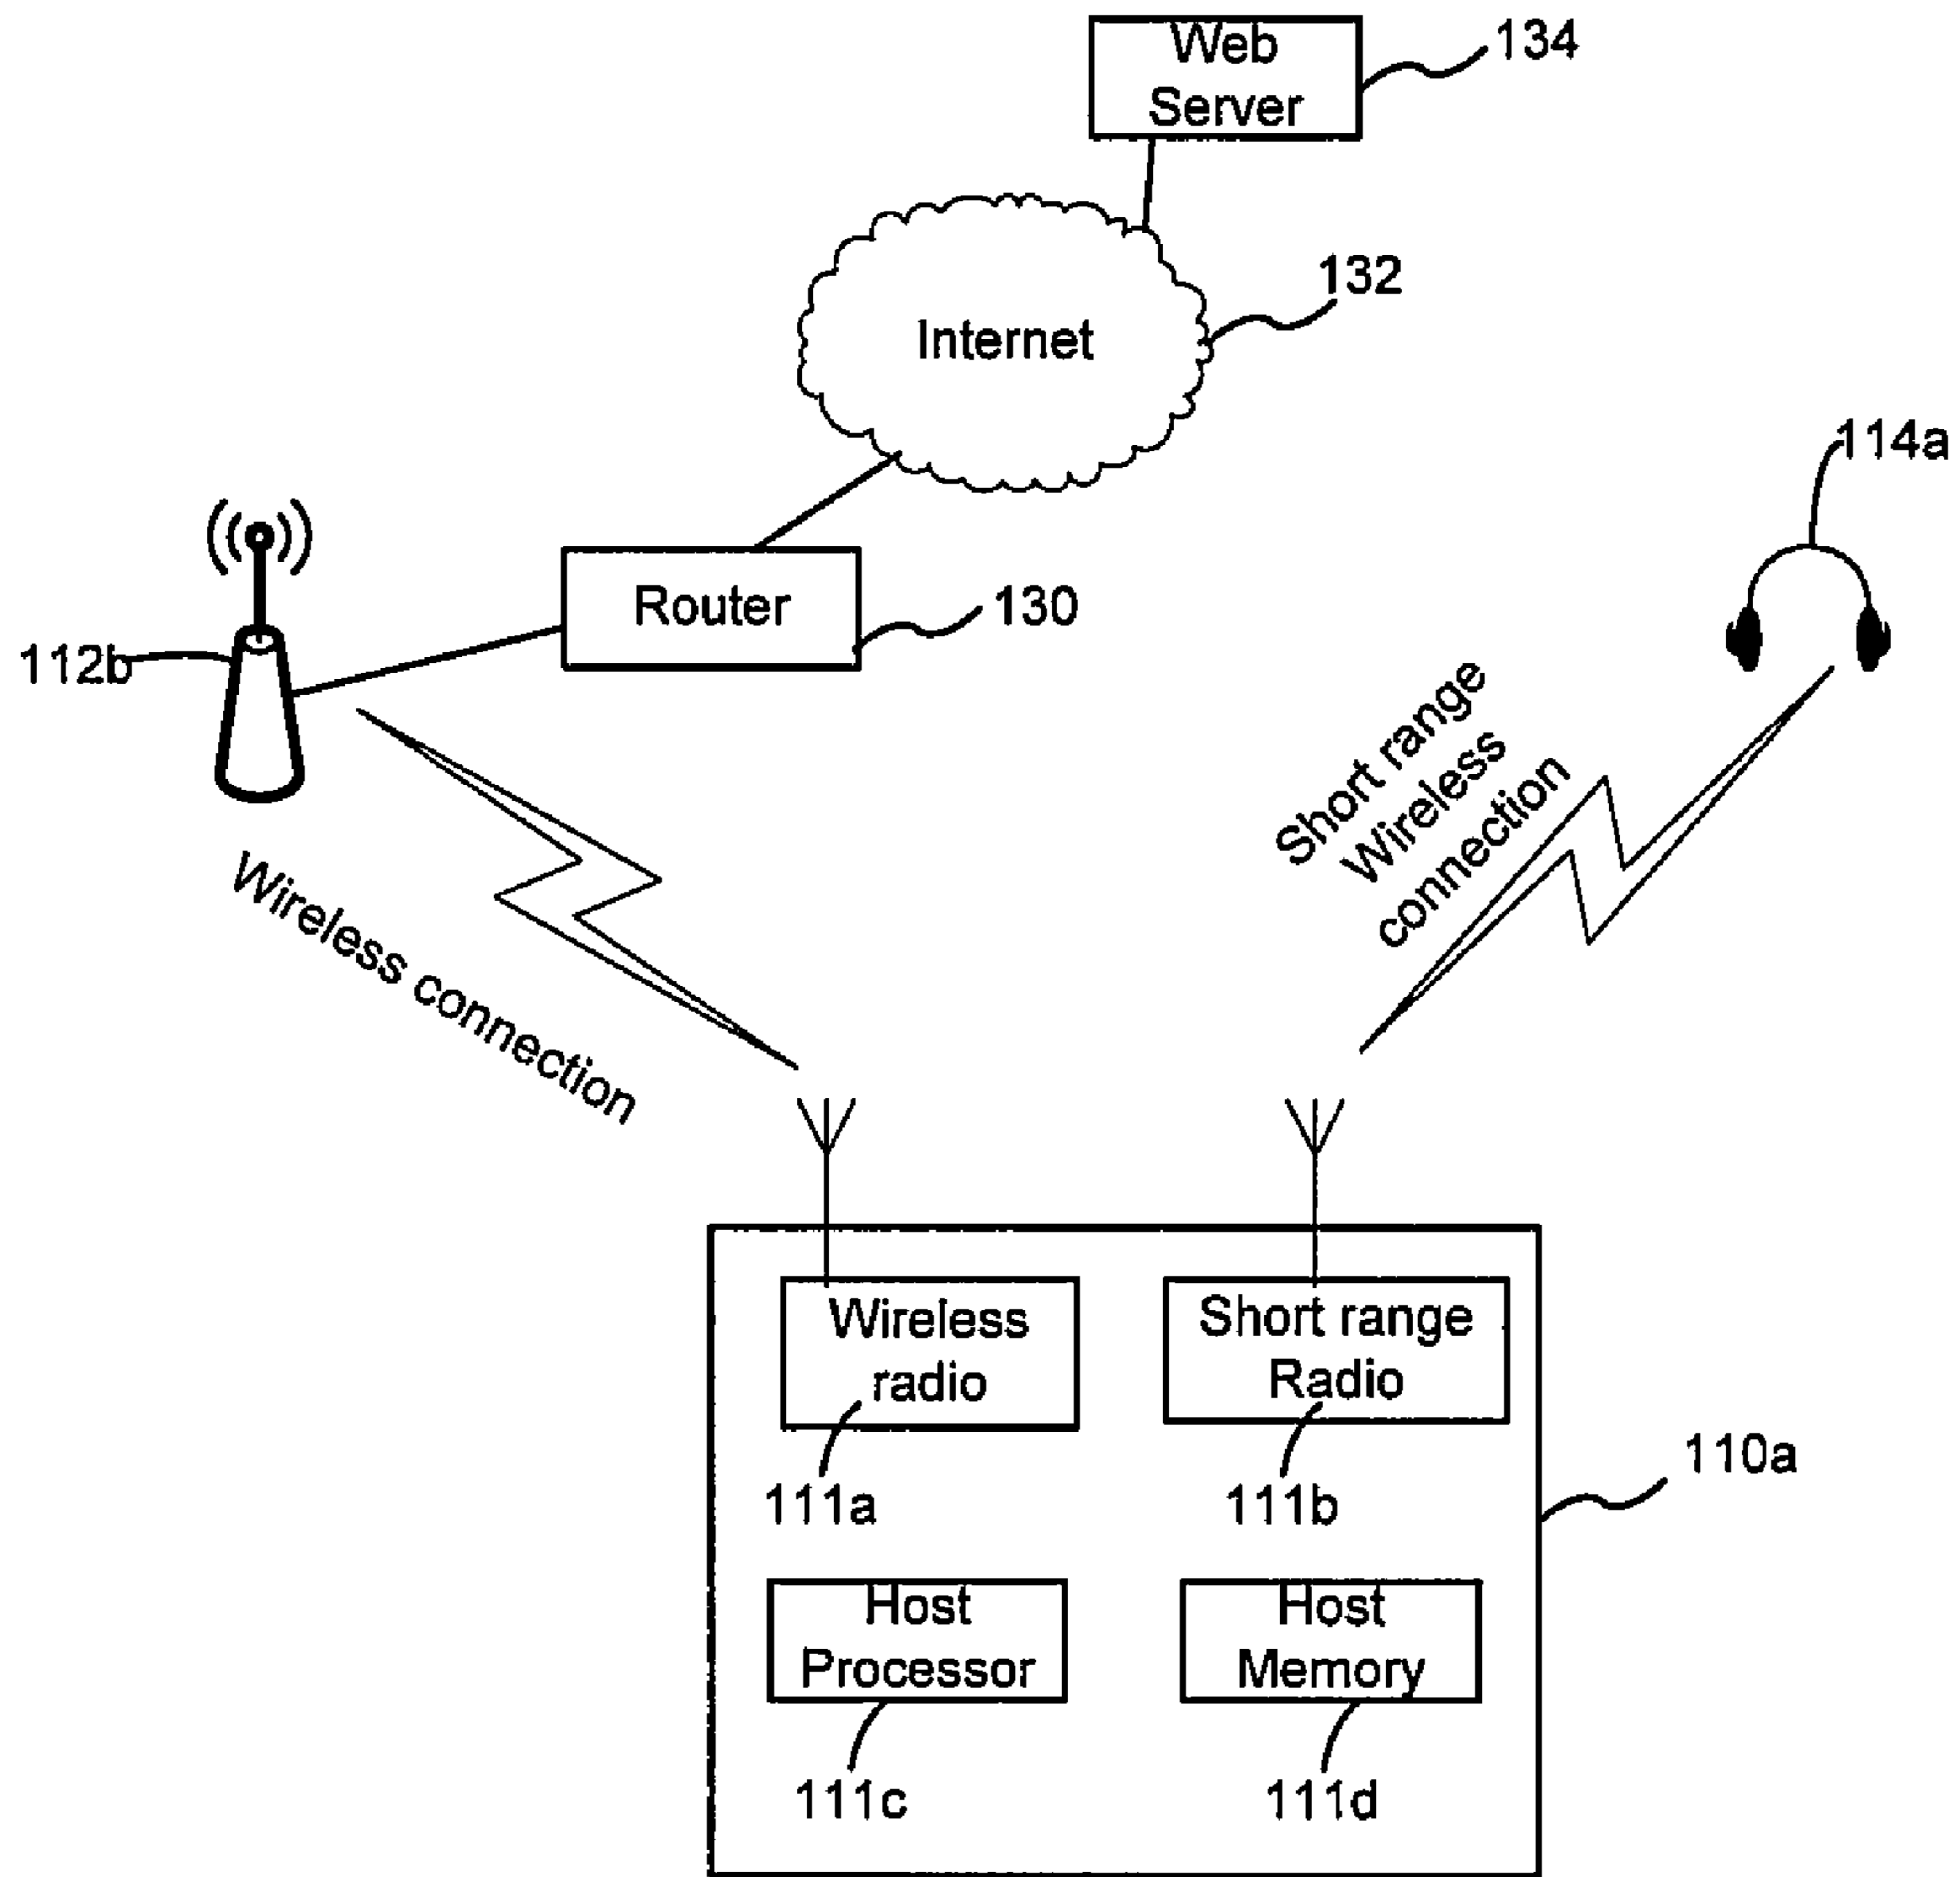 Web
Server
134
132
Internet
114a
Router
130
112b
Short range
Wireless
connection
Wireless connection
Wireless
radio
Short range
Radio
111a
111b
110a
Host
Processor
Host
Memory
111c
111d